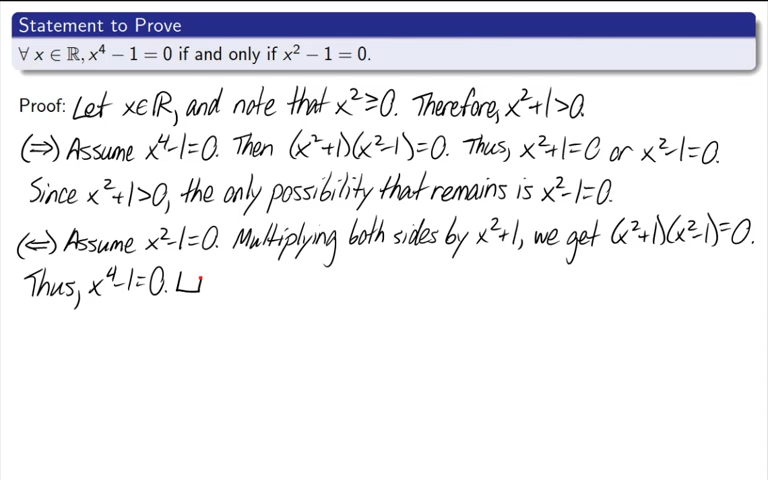 Statement to Prove
∀ x ∈ ℝ, x⁴ − 1 = 0 if and only if x² − 1 = 0.
Proof: Let x∈ℝ, and note that x²≥0. Therefore, x²+1>0.
(⇒) Assume x⁴-1=0. Then (x²+1)(x²-1)=0. Thus, x²+1=0 or x²-1=0.
Since x²+1>0, the only possibility that remains is x²-1=0.
(⇐) Assume x²-1=0. Multiplying both sides by x²+1, we get (x²+1)(x²-1)=0.
Thus, x⁴-1=0.